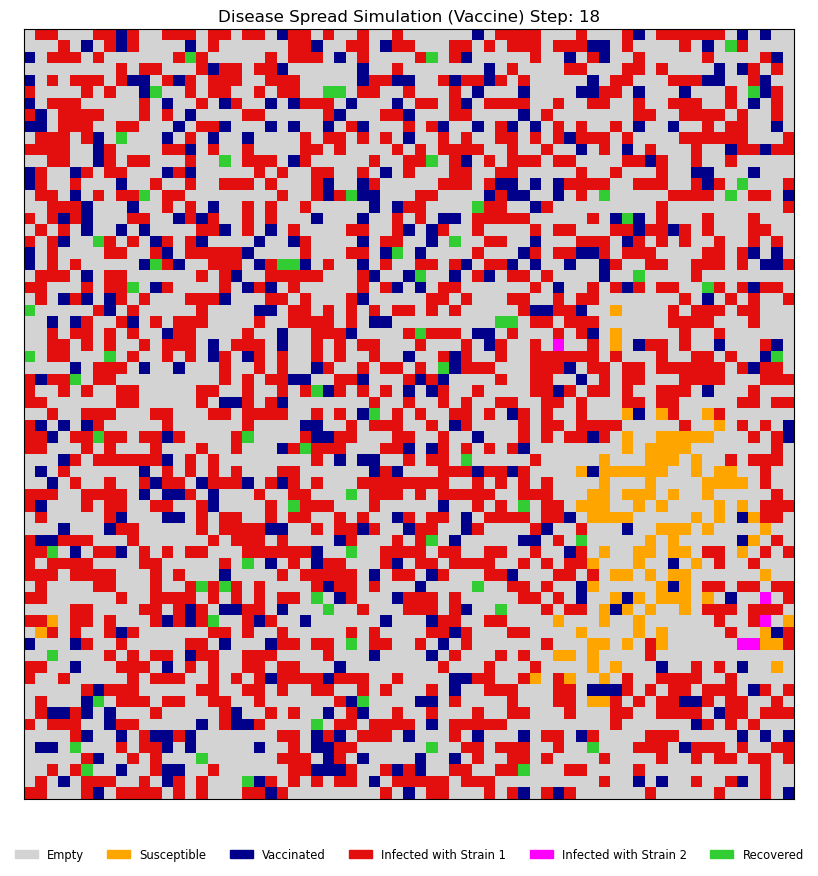 Disease Spread Simulation (Vaccine) Step: 18
Empty
Susceptible
Vaccinated
Infected with Strain 1
Infected with Strain 2
Recovered